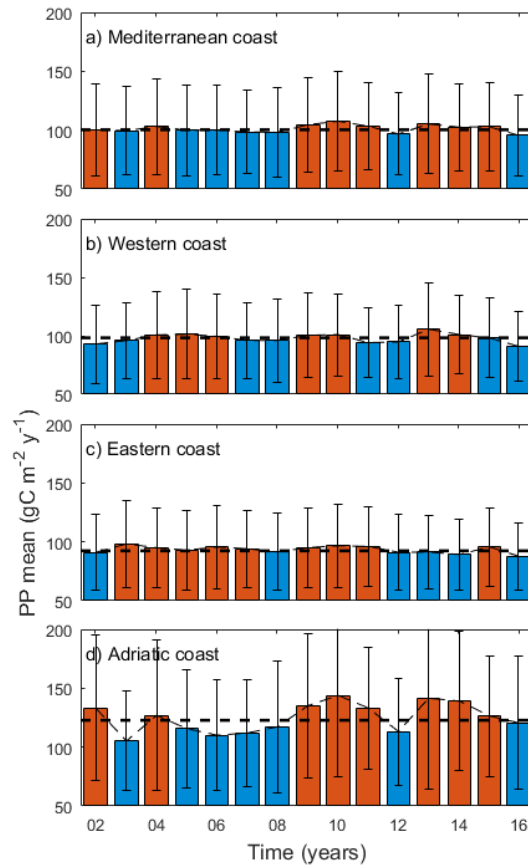 200
a) Mediterranean coast
150
100
50
200
b) Western coast
150
100
50
200
c) Eastern coast
150
100
50
200
d) Adriatic coast
150
100
50
02 04 06 08 10 12 14 16
Time (years)
PP mean (gC m⁻² y⁻¹)